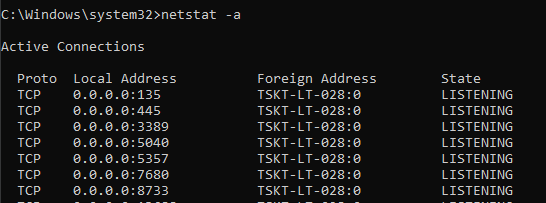 C:\Windows\system32>netstat -a
Active Connections
Proto Local Address Foreign Address State
TCP 0.0.0.0:135 TSKT-LT-028:0 LISTENING
TCP 0.0.0.0:445 TSKT-LT-028:0 LISTENING
TCP 0.0.0.0:3389 TSKT-LT-028:0 LISTENING
TCP 0.0.0.0:5040 TSKT-LT-028:0 LISTENING
TCP 0.0.0.0:5357 TSKT-LT-028:0 LISTENING
TCP 0.0.0.0:7680 TSKT-LT-028:0 LISTENING
TCP 0.0.0.0:8733 TSKT-LT-028:0 LISTENING